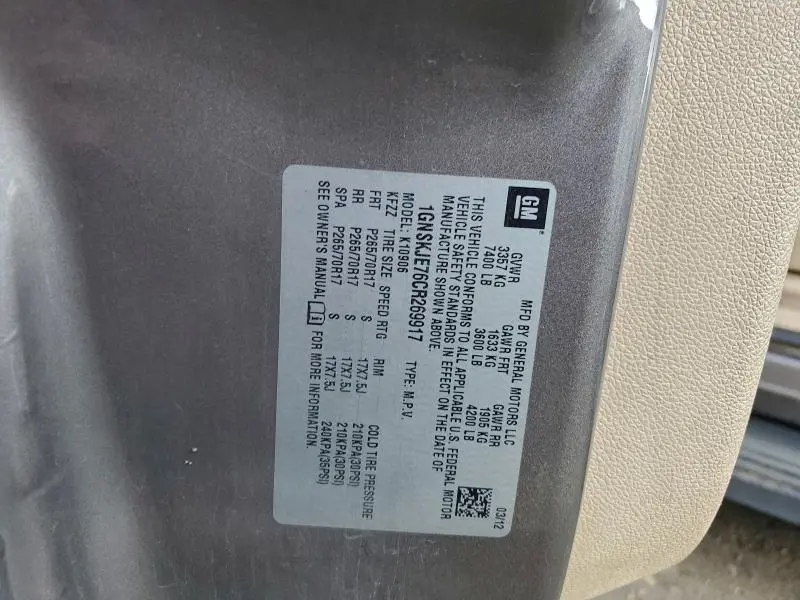 GM
MFD BY GENERAL MOTORS LLC
03/12
GVWR GAWR FRT GAWR RR
3367 KG 1633 KG 1905 KG
7400 LB 3600 LB 4200 LB
THIS VEHICLE CONFORMS TO ALL APPLICABLE U.S. FEDERAL MOTOR
VEHICLE SAFETY STANDARDS IN EFFECT ON THE DATE OF
MANUFACTURE SHOWN ABOVE.
1GNSKJE76CR269917 TYPE: M.P.V.
MODEL: K10906
KFZZ TIRE SIZE SPEED RTG RIM COLD TIRE PRESSURE
FRT P265/70R17 S 17X7.5J 210KPA(30PSI)
RR P265/70R17 S 17X7.5J 210KPA(30PSI)
SPA P265/70R17 S 17X7.5J 240KPA(35PSI)
SEE OWNER'S MANUAL FOR MORE INFORMATION.